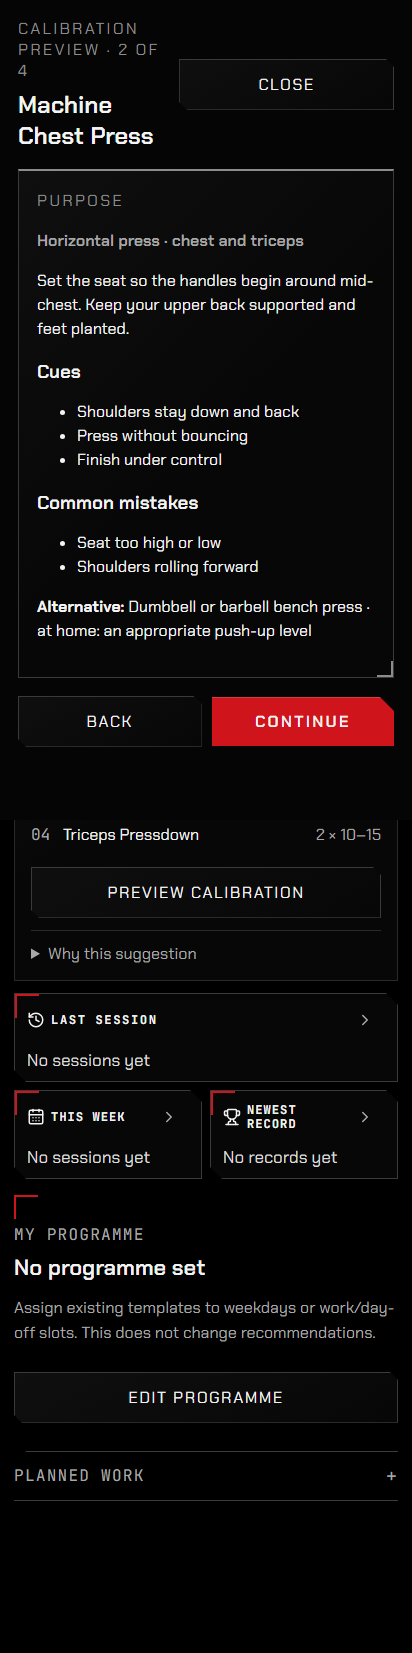 CALIBRATION
PREVIEW · 2 OF
4
CLOSE
Machine
Chest Press
PURPOSE
Horizontal press · chest and triceps
Set the seat so the handles begin around mid-
chest. Keep your upper back supported and
feet planted.
Cues
• Shoulders stay down and back
• Press without bouncing
• Finish under control
Common mistakes
• Seat too high or low
• Shoulders rolling forward
Alternative: Dumbbell or barbell bench press ·
at home: an appropriate push-up level
BACK
CONTINUE
04 Triceps Pressdown 2 × 10–15
PREVIEW CALIBRATION
Why this suggestion
LAST SESSION
No sessions yet
THIS WEEK
No sessions yet
NEWEST
RECORD
No records yet
MY PROGRAMME
No programme set
Assign existing templates to weekdays or work/day-
off slots. This does not change recommendations.
EDIT PROGRAMME
PLANNED WORK +